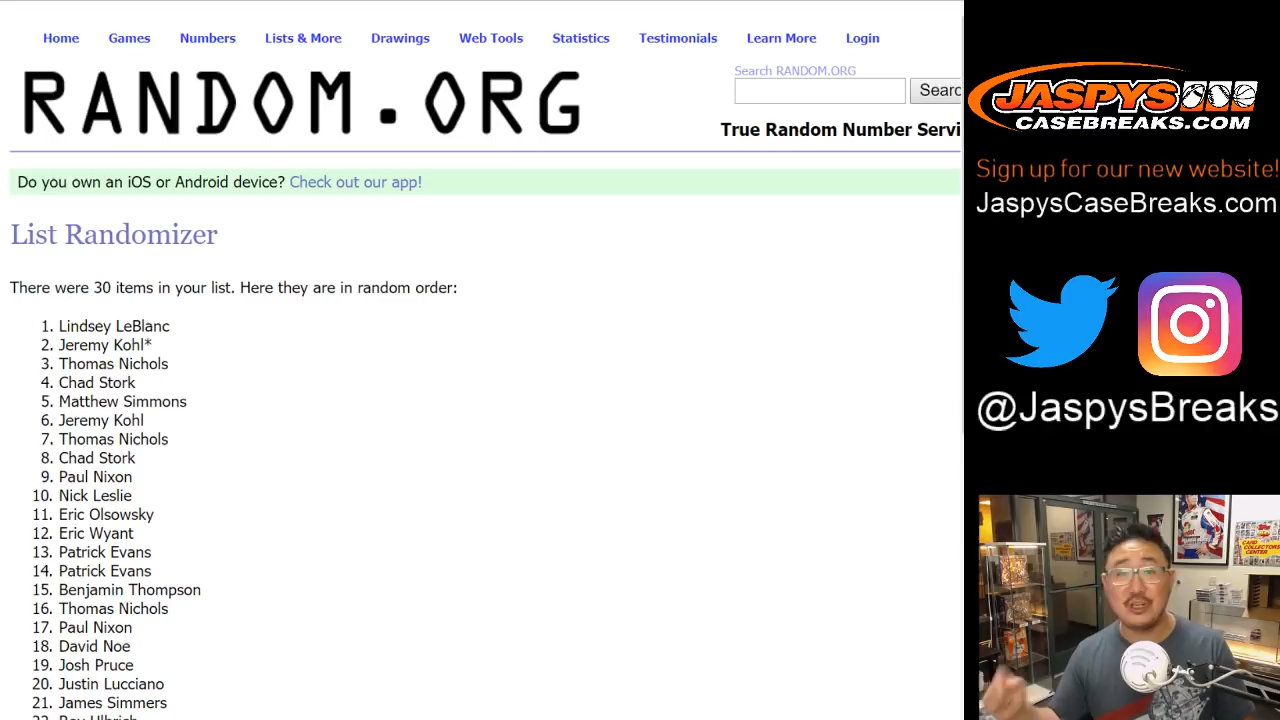 Home Games Numbers Lists & More Drawings Web Tools Statistics Testimonials Learn More Login
RANDOM.ORG
Search RANDOM.ORG
Searc
True Random Number Servi
Do you own an iOS or Android device? Check out our app!
List Randomizer
There were 30 items in your list. Here they are in random order:
1. Lindsey LeBlanc
2. Jeremy Kohl*
3. Thomas Nichols
4. Chad Stork
5. Matthew Simmons
6. Jeremy Kohl
7. Thomas Nichols
8. Chad Stork
9. Paul Nixon
10. Nick Leslie
11. Eric Olsowsky
12. Eric Wyant
13. Patrick Evans
14. Patrick Evans
15. Benjamin Thompson
16. Thomas Nichols
17. Paul Nixon
18. David Noe
19. Josh Pruce
20. Justin Lucciano
21. James Simmers
JASPYS
CASEBREAKS.COM
Sign up for our new website!
JaspysCaseBreaks.com
@JaspysBreaks
CARD
COLLECTORS
CENTER